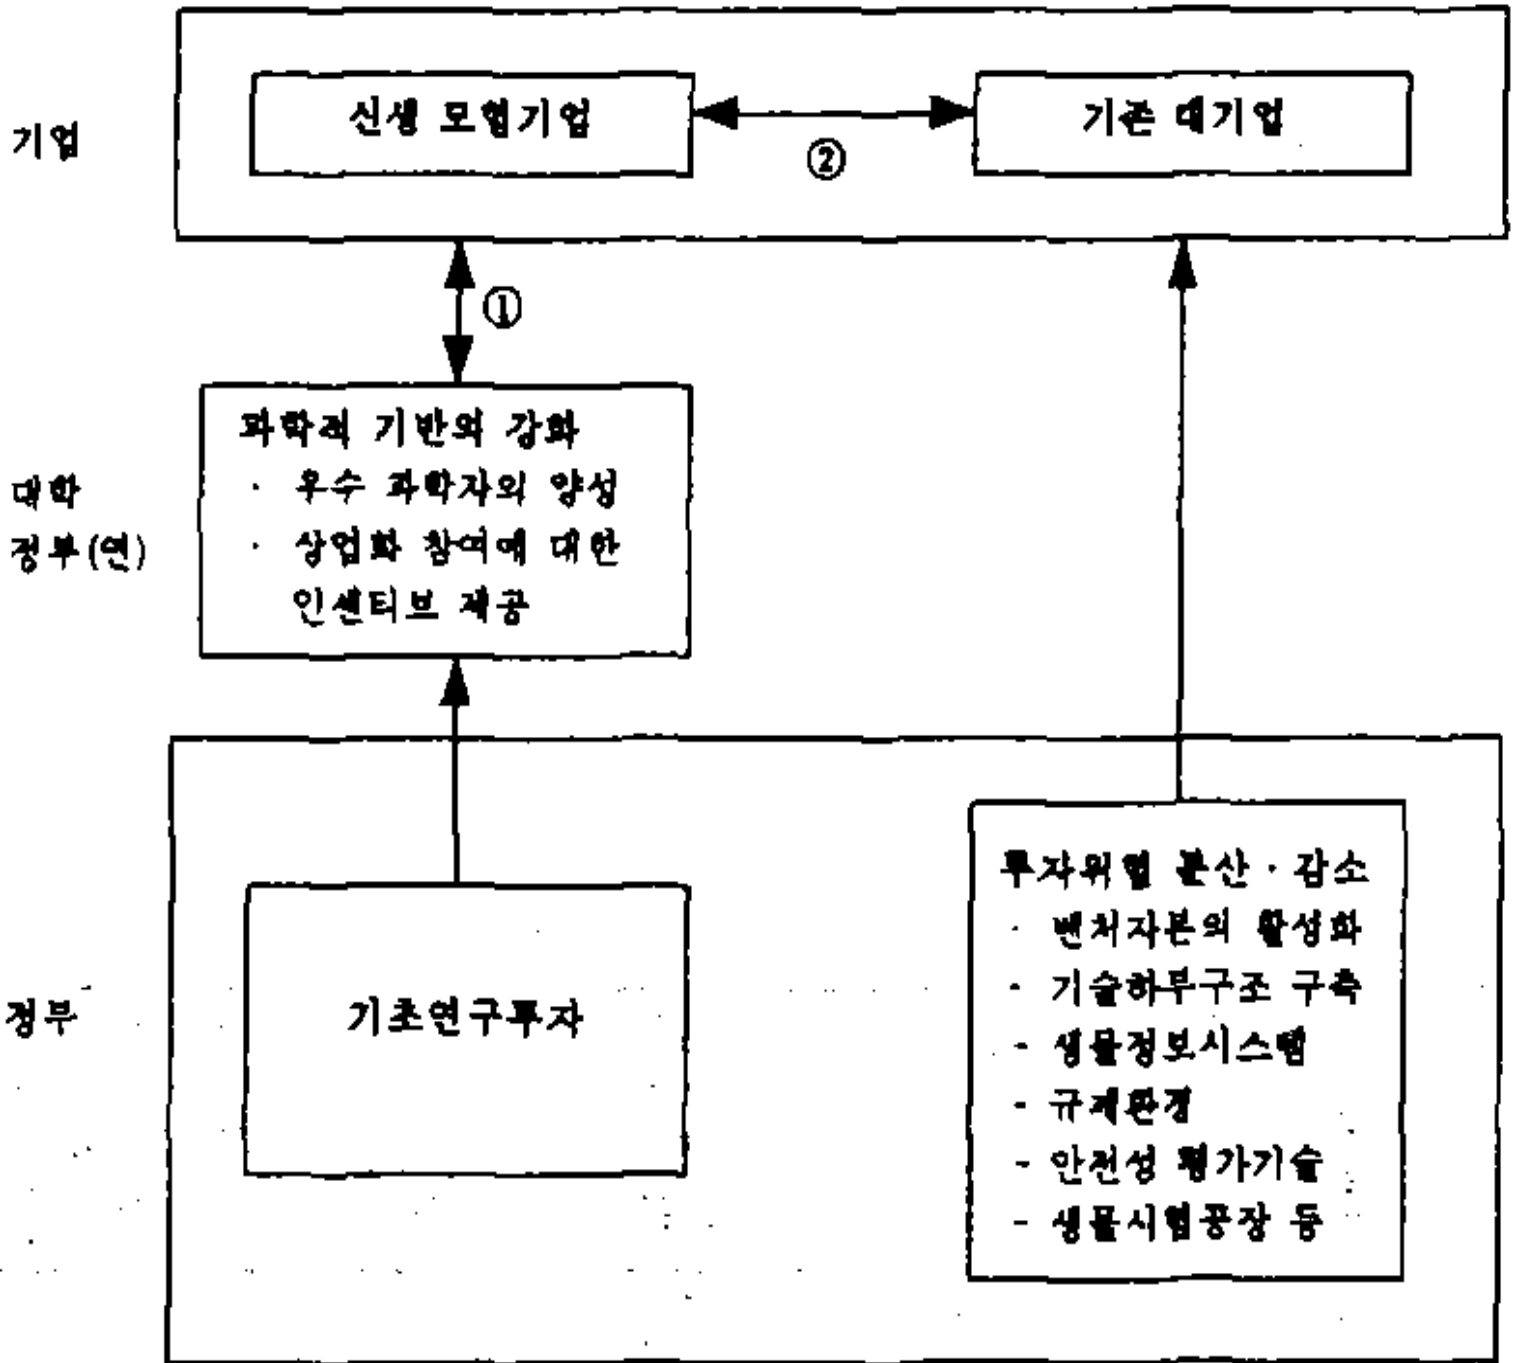 기업
신생 모험기업
②
기존 대기업
①
대학
정부(연)
과학적 기반의 강화
· 우수 과학자의 양성
· 상업화 참여에 대한
인센티브 제공
정부
기초연구투자
투자위험 분산 · 감소
· 벤처자본의 활성화
· 기술하부구조 구축
- 생물정보시스템
- 규제환경
- 안전성 평가기술
- 생물시험공장 등